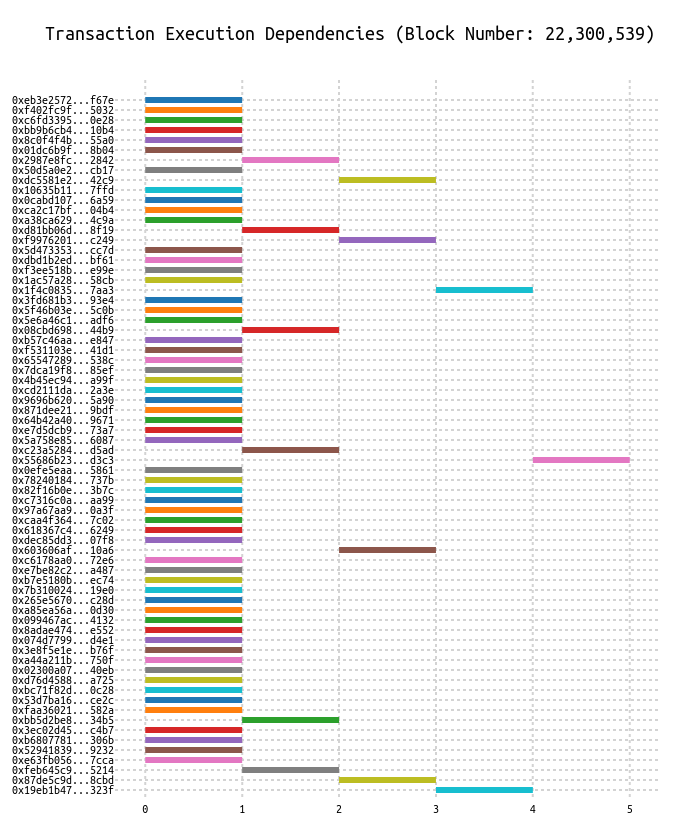 Transaction Execution Dependencies (Block Number: 22,300,539)
0xeb3e2572...f67e
0xf402fc9f...5032
0xc6fd3395...0e28
0xbb9b6cb4...10b4
0x8c0f4f4b...55a0
0x01dc6b9f...8b04
0x2987e8fc...2842
0x50d5a0e2...cb17
0xdc5581e2...42c9
0x10635b11...7ffd
0x0cabd107...6a59
0xca2c17bf...04b4
0xa38ca629...4c9a
0xd81bb06d...8f19
0xf9976201...c249
0x5d473353...cc7d
0xdbd1b2ed...bf61
0xf3ee518b...e99e
0x1ac57a28...58cb
0x1f4c0835...7aa3
0x3fd681b3...93e4
0x5f46b03e...5c0b
0x5e6a46c1...adf6
0x08cbd698...44b9
0xb57c46aa...e847
0xf531103e...41d1
0x65547289...538c
0x7dca19f8...85ef
0x4b45ec94...a99f
0xcd2111da...2a3e
0x9696b620...5a90
0x871dee21...9bdf
0x64b42a40...9671
0xe7d5dcb9...73a7
0x5a758e85...6087
0xc23a5284...d5ad
0x55686b23...d3c3
0x0efe5eaa...5861
0x78240184...737b
0x82f16b0e...3b7c
0xc7316c0a...aa99
0x97a67aa9...0a3f
0xcaa4f364...7c02
0x618367c4...6249
0xdec85dd3...07f8
0x603606af...10a6
0xc6178aa0...72e6
0xe7be82c2...a487
0xb7e5180b...ec74
0x7b310024...19e0
0x265e5670...c28d
0xa85ea56a...0d30
0x099467ac...4132
0x8adae474...e552
0x074d7799...d4e1
0x3e8f5e1e...b76f
0xa44a211b...750f
0x02300a07...40eb
0xd76d4588...a725
0xbc71f82d...0c28
0x53d7ba16...ce2c
0xfaa36021...582a
0xbb5d2be8...34b5
0x3ec02d45...c4b7
0xb6807781...306b
0x52941839...9232
0xe63fb056...7cca
0xfeb645c9...5214
0x87de5c9d...8cbd
0x19eb1b47...323f
0 1 2 3 4 5